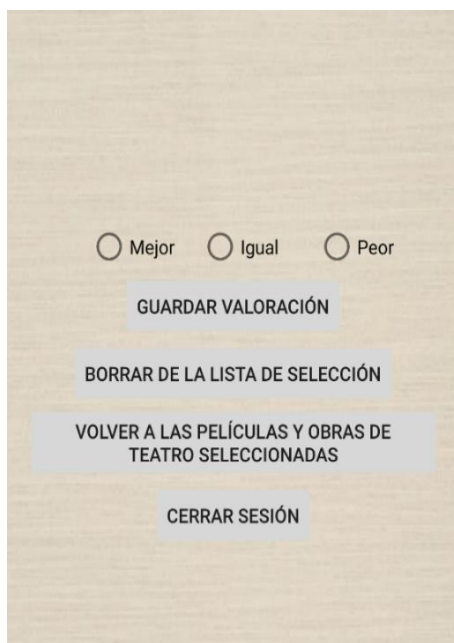 Mejor Igual Peor
GUARDAR VALORACIÓN
BORRAR DE LA LISTA DE SELECCIÓN
VOLVER A LAS PELÍCULAS Y OBRAS DE
TEATRO SELECCIONADAS
CERRAR SESIÓN